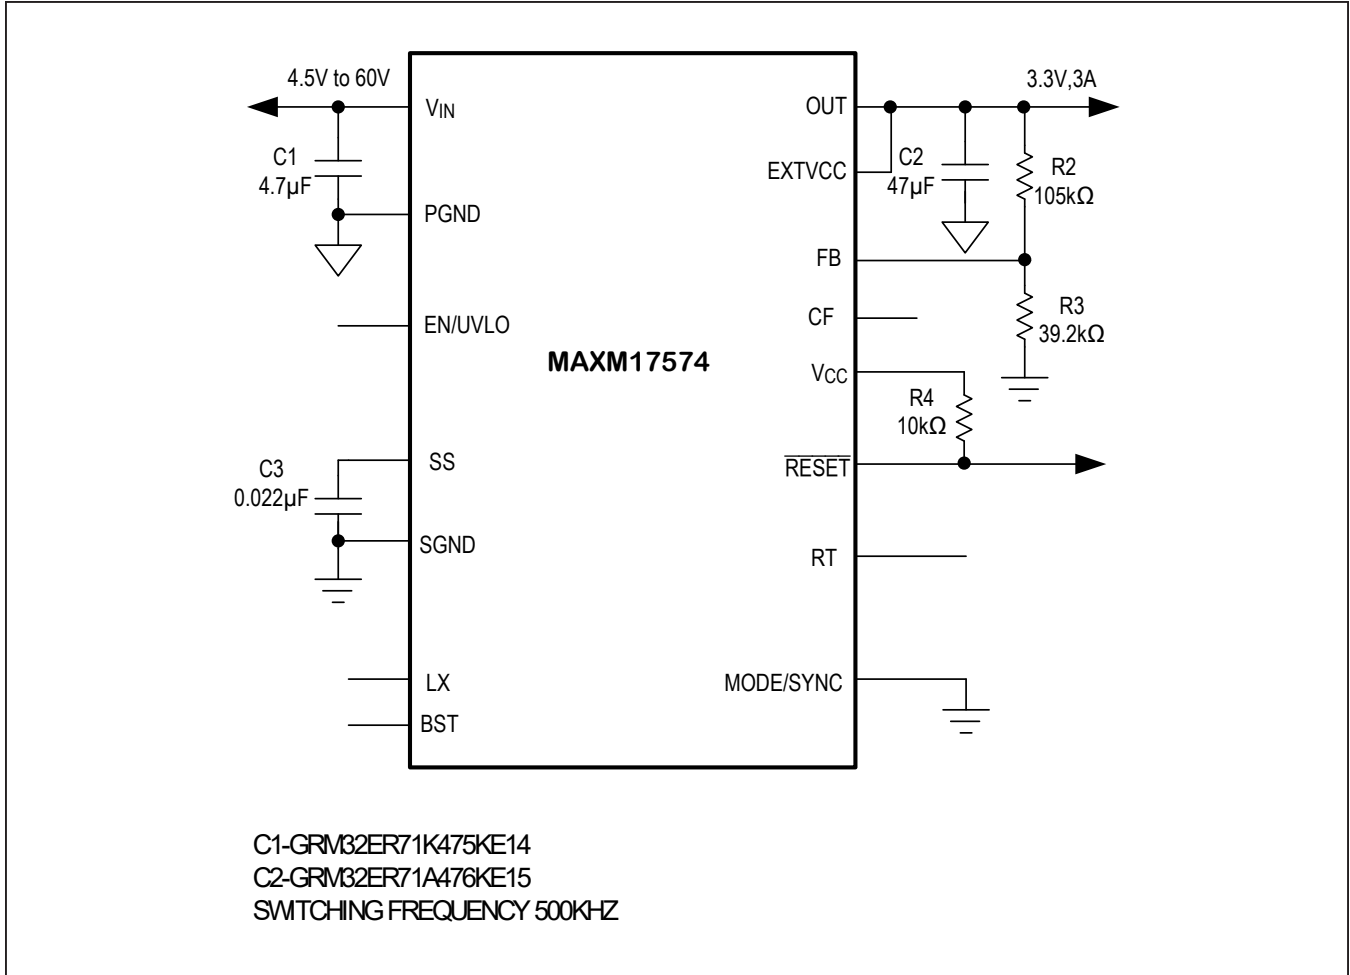 4.5V to 60V
3.3V,3A
VIN
OUT
C1
4.7µF
EXTVCC
C2
47µF
R2
105kΩ
PGND
FB
EN/UVLO
CF
R3
39.2kΩ
MAXM17574
VCC
R4
10kΩ
SS
RESET
C3
0.022µF
SGND
RT
LX
MODE/SYNC
BST
C1-GRM32ER71K475KE14
C2-GRM32ER71A476KE15
SWITCHING FREQUENCY 500KHZ